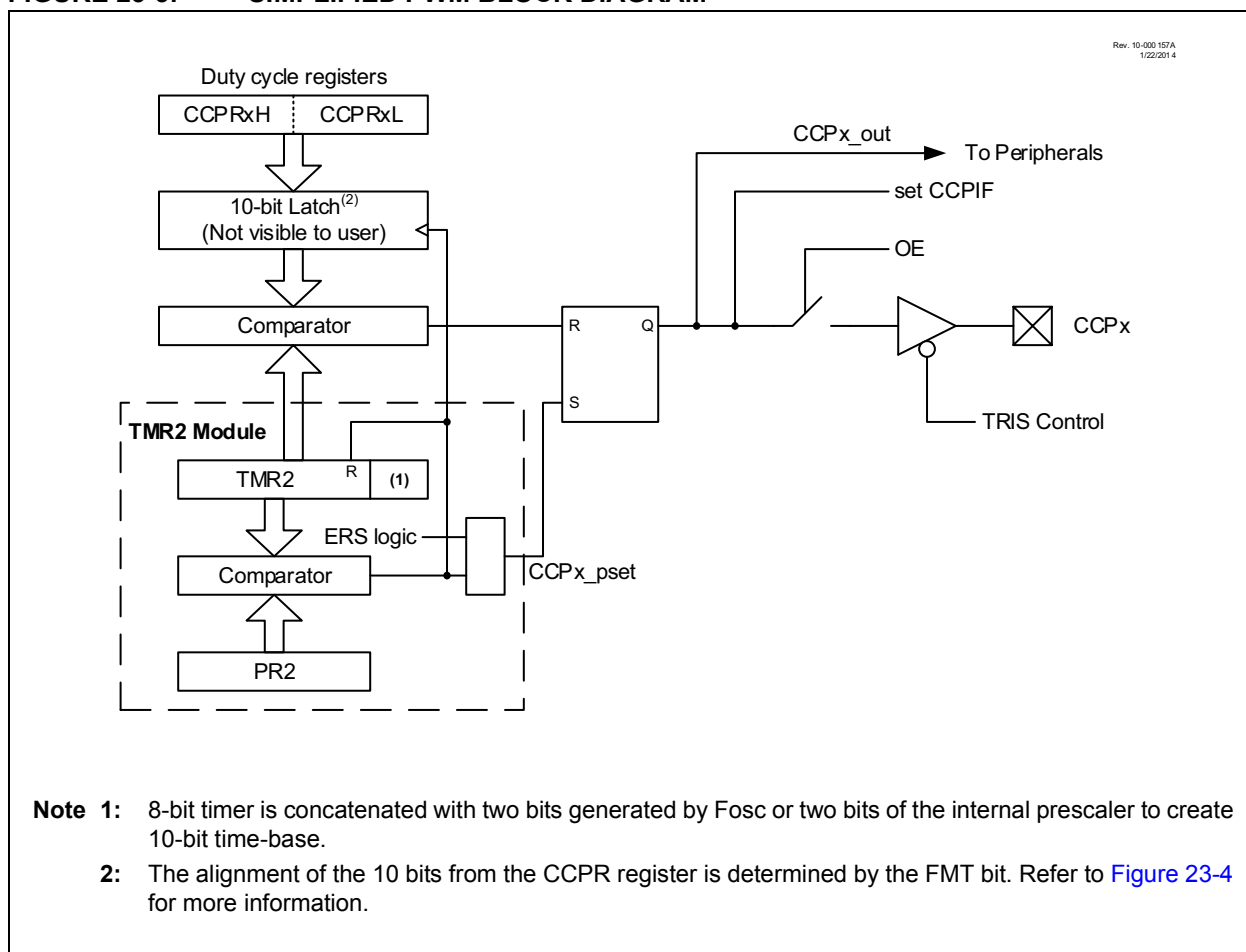 Rev. 10-000 157A
1/22/201 4
Duty cycle registers
CCPRxH CCPRxL
CCPx_out
To Peripherals
set CCPIF
10-bit Latch(2)
(Not visible to user)
OE
Comparator
R Q
CCPx
S
TMR2 Module
TRIS Control
TMR2 R (1)
ERS logic
CCPx_pset
Comparator
PR2
Note 1: 8-bit timer is concatenated with two bits generated by Fosc or two bits of the internal prescaler to create
10-bit time-base.
2: The alignment of the 10 bits from the CCPR register is determined by the FMT bit. Refer to Figure 23-4
for more information.